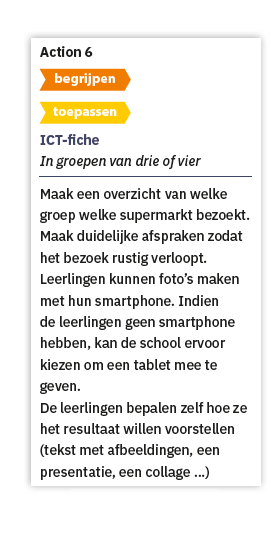 Action 6
begrijpen
toepassen
ICT-fiche
In groepen van drie of vier
Maak een overzicht van welke
groep welke supermarkt bezoekt.
Maak duidelijke afspraken zodat
het bezoek rustig verloopt.
Leerlingen kunnen foto’s maken
met hun smartphone. Indien
de leerlingen geen smartphone
hebben, kan de school ervoor
kiezen om een tablet mee te
geven.
De leerlingen bepalen zelf hoe ze
het resultaat willen voorstellen
(tekst met afbeeldingen, een
presentatie, een collage ...)